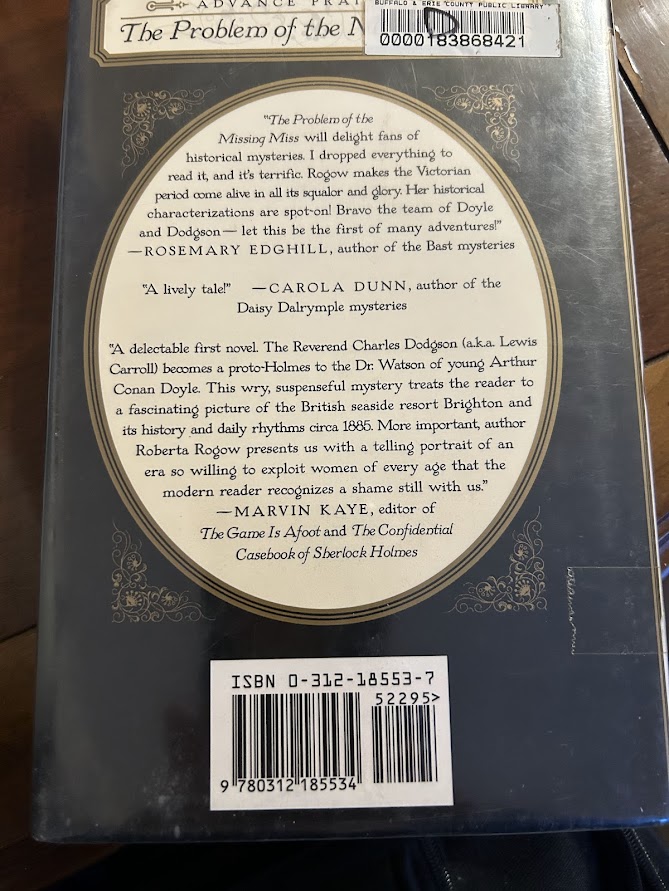 ADVANCE PRAI
BUFFALO & ERIE COUNTY PUBLIC LIBRARY
The Problem of the
0000183868421
"The Problem of the
Missing Miss will delight fans of
historical mysteries. I dropped everything to
read it, and it's terrific. Rogow makes the Victorian
period come alive in all its squalor and glory. Her historical
characterizations are spot-on! Bravo the team of Doyle
and Dodgson—let this be the first of many adventures!"
—ROSEMARY EDGHILL, author of the Bast mysteries
"A lively tale!" —CAROLA DUNN, author of the
Daisy Dalrymple mysteries
"A delectable first novel. The Reverend Charles Dodgson (a.k.a. Lewis
Carroll) becomes a proto-Holmes to the Dr. Watson of young Arthur
Conan Doyle. This wry, suspenseful mystery treats the reader to
a fascinating picture of the British seaside resort Brighton and
its history and daily rhythms circa 1885. More important, author
Roberta Rogow presents us with a telling portrait of an
era so willing to exploit women of every age that the
modern reader recognizes a shame still with us."
—MARVIN KAYE, editor of
The Game Is Afoot and The Confidential
Casebook of Sherlock Holmes
ISBN 0-312-18553-7
52295>
9 780312 185534